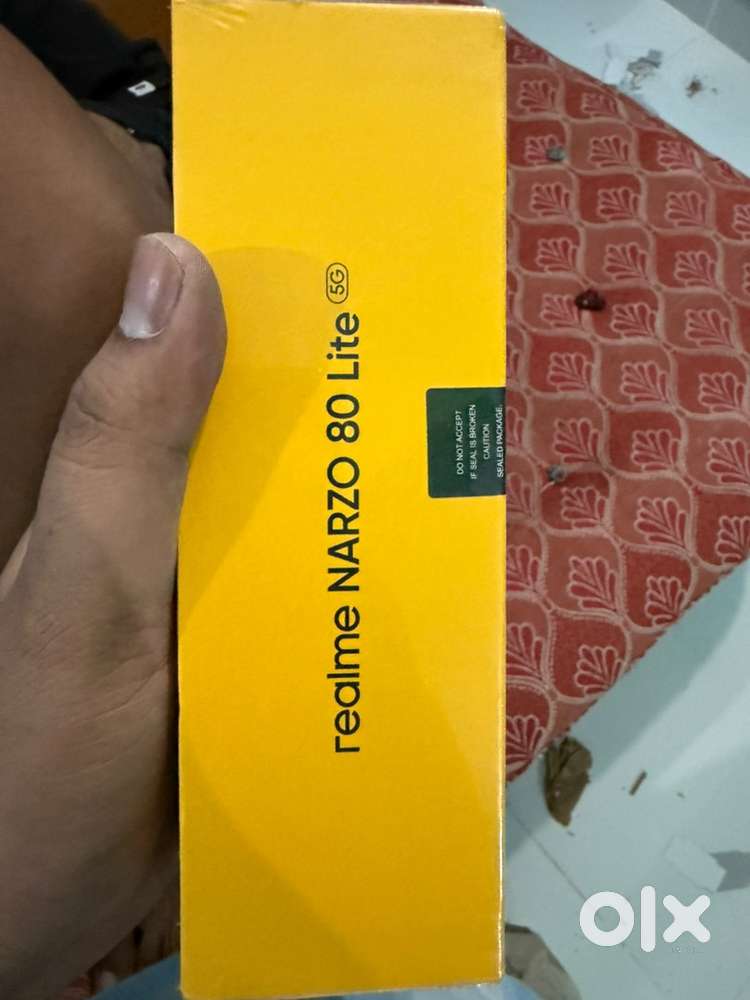 realme NARZO 80 Lite 5G
DO NOT ACCEPT
IF SEAL IS BROKEN
CAUTION
SEALED PACKAGE.
olx